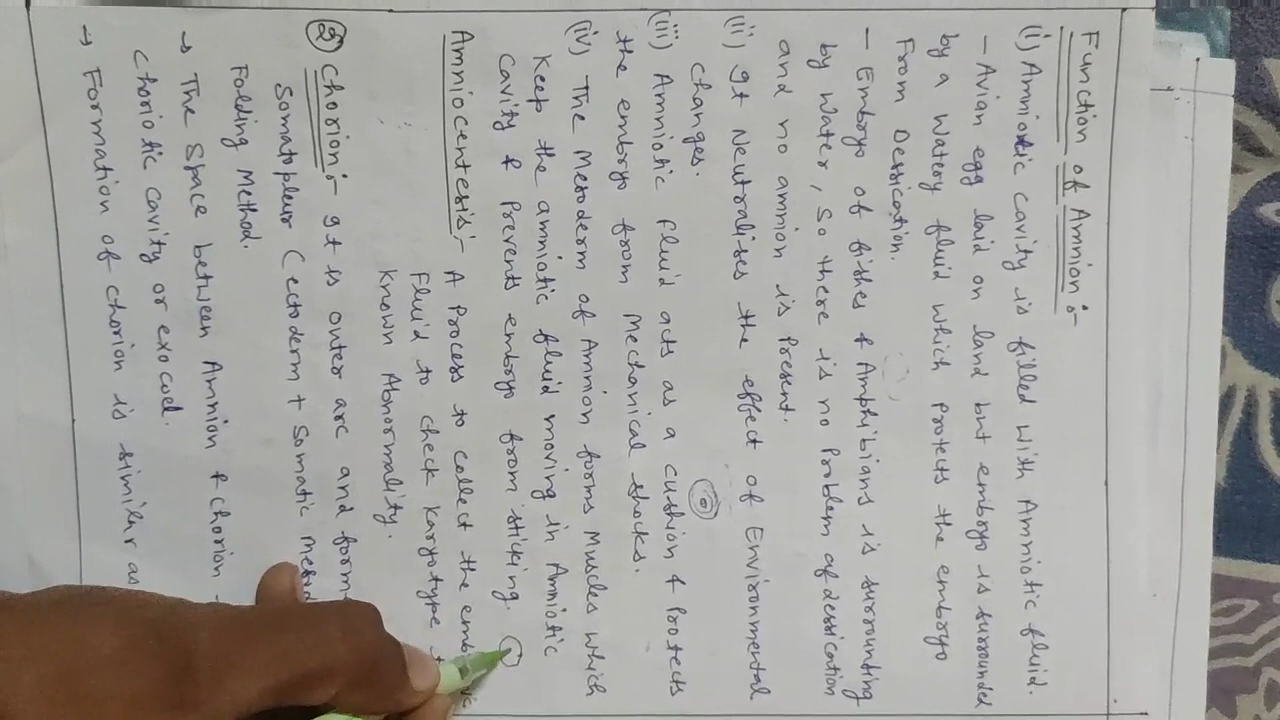 Function of Amnion :-
(i) Amniotic cavity is filled with Amniotic fluid.
- Avian egg laid on land but embryo is surrounded
by a watery fluid which Protects the embryo
From Dessication.
- Embryo of fishes & Amphibians is surrounting
by water, So there is no Problem of dessication
and no amnion is Present.
(ii) It Neutralises the effect of Environmental
changes.
(iii) Amniotic fluid acts as a cushion & Protects
the embryo from Mechanical shocks.
(iv) The Mesoderm of Amnion forms Muscles which
Keep the amniotic fluid moving in Amniotic
Cavity & Prevents embryo from sticking.
Amniocentesis :- A Process to collect the
Fluid to check Karyotype
Known Abnormality.
② Chorion :- It is outer arc and form
Somatopleur (ectoderm + Somatic
Folding Method.
→ The Space between Amnion & chorion -
Choriotic cavity or exocoel.
→ Formation of chorion is similar as